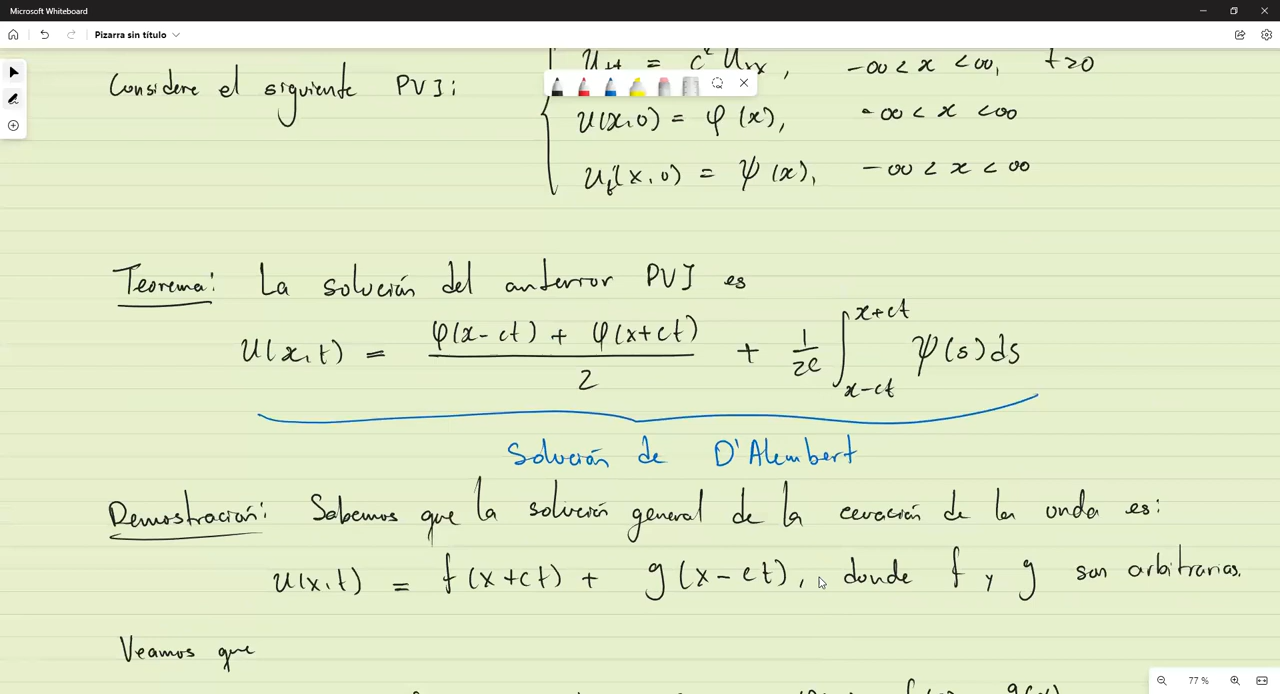 Microsoft Whiteboard
Pizarra sin título
Considere el siguiente PVI:
u_tt = c² u_xx, -∞ < x < ∞, t>0
u(x,0) = φ(x), -∞ < x < ∞
u_t(x,0) = ψ(x), -∞ < x < ∞
Teorema: La solución del anterior PVI es
u(x,t) = (φ(x-ct) + φ(x+ct))/2 + 1/2c ∫_{x-ct}^{x+ct} ψ(s)ds
Solución de D'Alembert
Demostración: Sabemos que la solución general de la ecuación de la onda es:
u(x,t) = f(x+ct) + g(x-ct), donde f y g son arbitrarias.
Veamos que
77 %